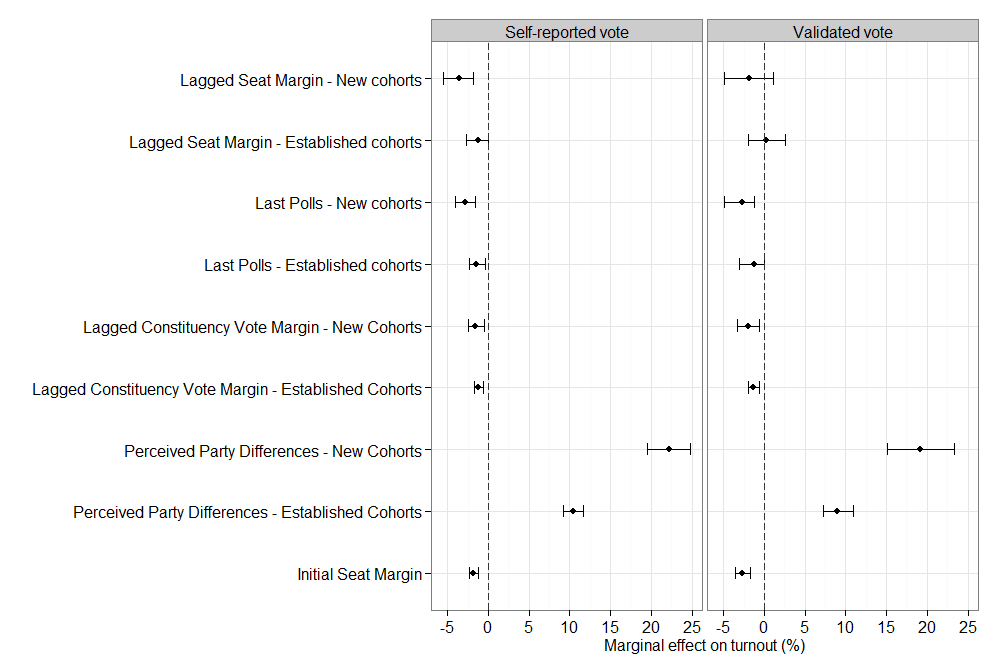 Self-reported vote Validated vote
Lagged Seat Margin - New cohorts
Lagged Seat Margin - Established cohorts
Last Polls - New cohorts
Last Polls - Established cohorts
Lagged Constituency Vote Margin - New Cohorts
Lagged Constituency Vote Margin - Established Cohorts
Perceived Party Differences - New Cohorts
Perceived Party Differences - Established Cohorts
Initial Seat Margin
-5 0 5 10 15 20 25 -5 0 5 10 15 20 25
Marginal effect on turnout (%)